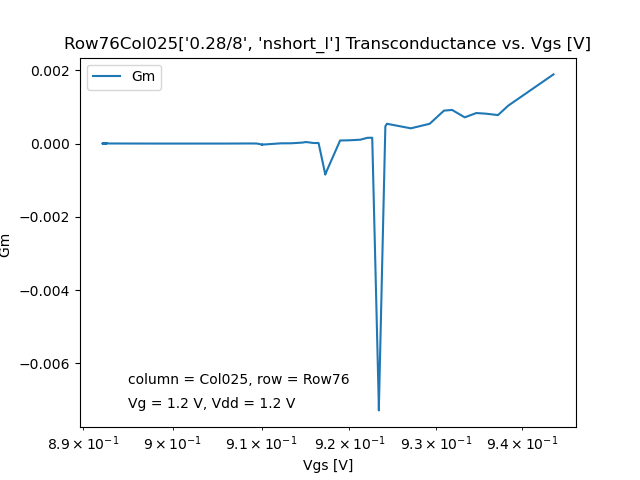 Row76Col025['0.28/8', 'nshort_l'] Transconductance vs. Vgs [V]
Gm
0.002
0.000
−0.002
−0.004
−0.006
Gm
column = Col025, row = Row76
Vg = 1.2 V, Vdd = 1.2 V
8.9 × 10⁻¹ 9 × 10⁻¹ 9.1 × 10⁻¹ 9.2 × 10⁻¹ 9.3 × 10⁻¹ 9.4 × 10⁻¹
Vgs [V]